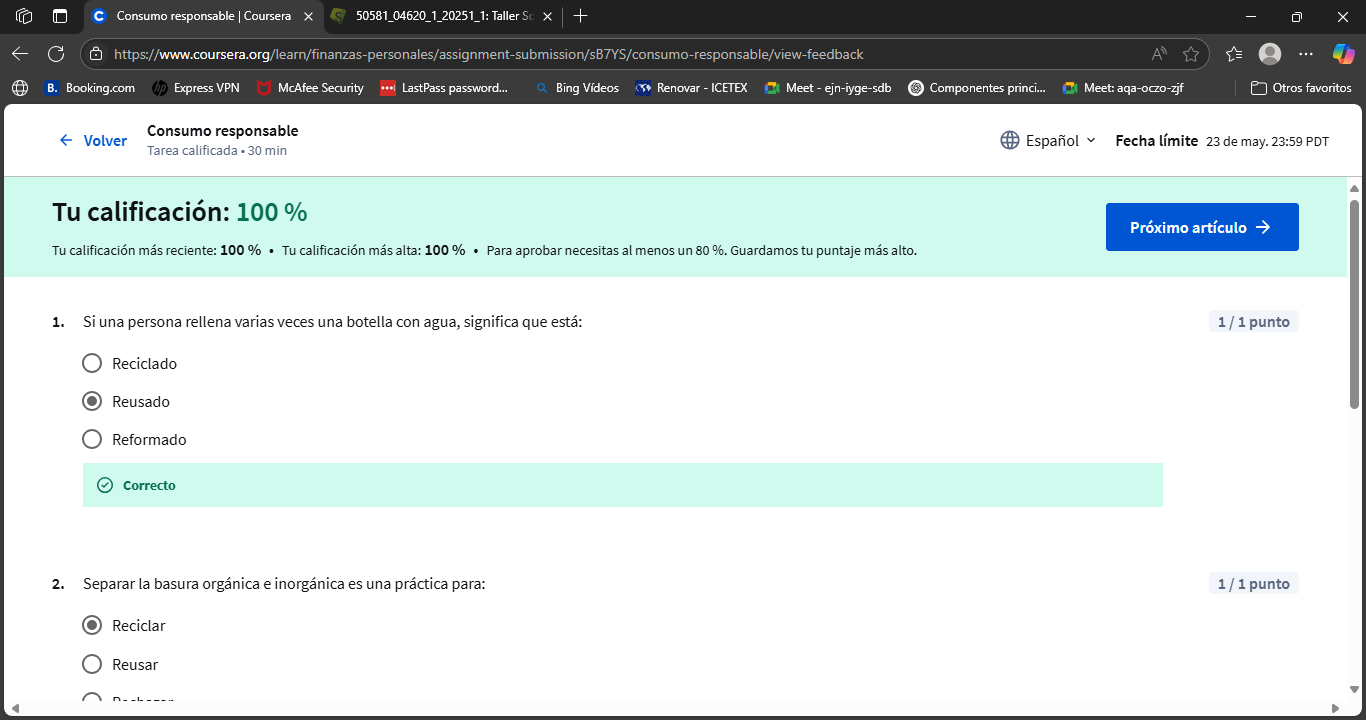 Consumo responsable | Coursera
50581_04620_1_20251_1: Taller Sc
https://www.coursera.org/learn/finanzas-personales/assignment-submission/sB7YS/consumo-responsable/view-feedback
B. Booking.com
Express VPN
McAfee Security
LastPass password...
Bing Vídeos
Renovar - ICETEX
Meet - ejn-iyge-sdb
Componentes princi...
Meet: aqa-oczo-zjf
Otros favoritos
Volver
Consumo responsable
Tarea calificada • 30 min
Español
Fecha límite 23 de may. 23:59 PDT
Tu calificación: 100 %
Tu calificación más reciente: 100 % • Tu calificación más alta: 100 % • Para aprobar necesitas al menos un 80 %. Guardamos tu puntaje más alto.
Próximo artículo
1. Si una persona rellena varias veces una botella con agua, significa que está:
1 / 1 punto
Reciclado
Reusado
Reformado
Correcto
2. Separar la basura orgánica e inorgánica es una práctica para:
1 / 1 punto
Reciclar
Reusar